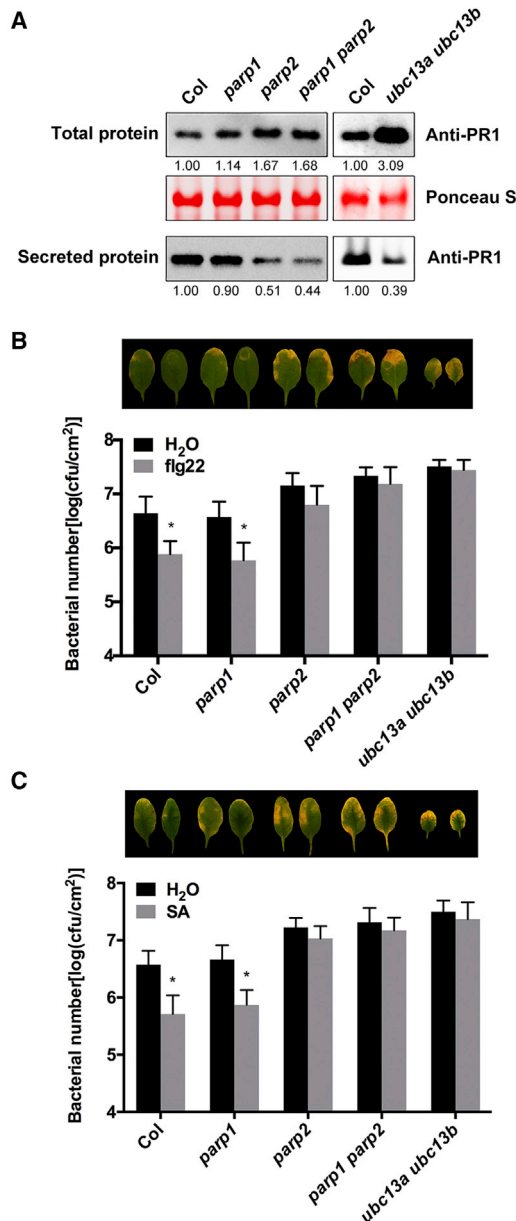 A
Col
parp1
parp2
parp1 parp2
Col
ubc13a ubc13b
Total protein
Anti-PR1
1.00 1.14 1.67 1.68 1.00 3.09
Ponceau S
Secreted protein
Anti-PR1
1.00 0.90 0.51 0.44 1.00 0.39
B
Bacterial number[log(cfu/cm²)]
8
7
6
5
4
H₂O
flg22
* *
Col
parp1
parp2
parp1 parp2
ubc13a ubc13b
C
Bacterial number[log(cfu/cm²)]
8
7
6
5
4
H₂O
SA
* *
Col
parp1
parp2
parp1 parp2
ubc13a ubc13b